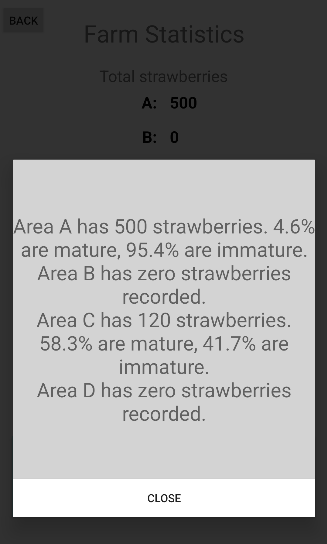 BACK
Farm Statistics
Total strawberries
A: 500
B: 0
Area A has 500 strawberries. 4.6%
are mature, 95.4% are immature.
Area B has zero strawberries
recorded.
Area C has 120 strawberries.
58.3% are mature, 41.7% are
immature.
Area D has zero strawberries
recorded.
CLOSE